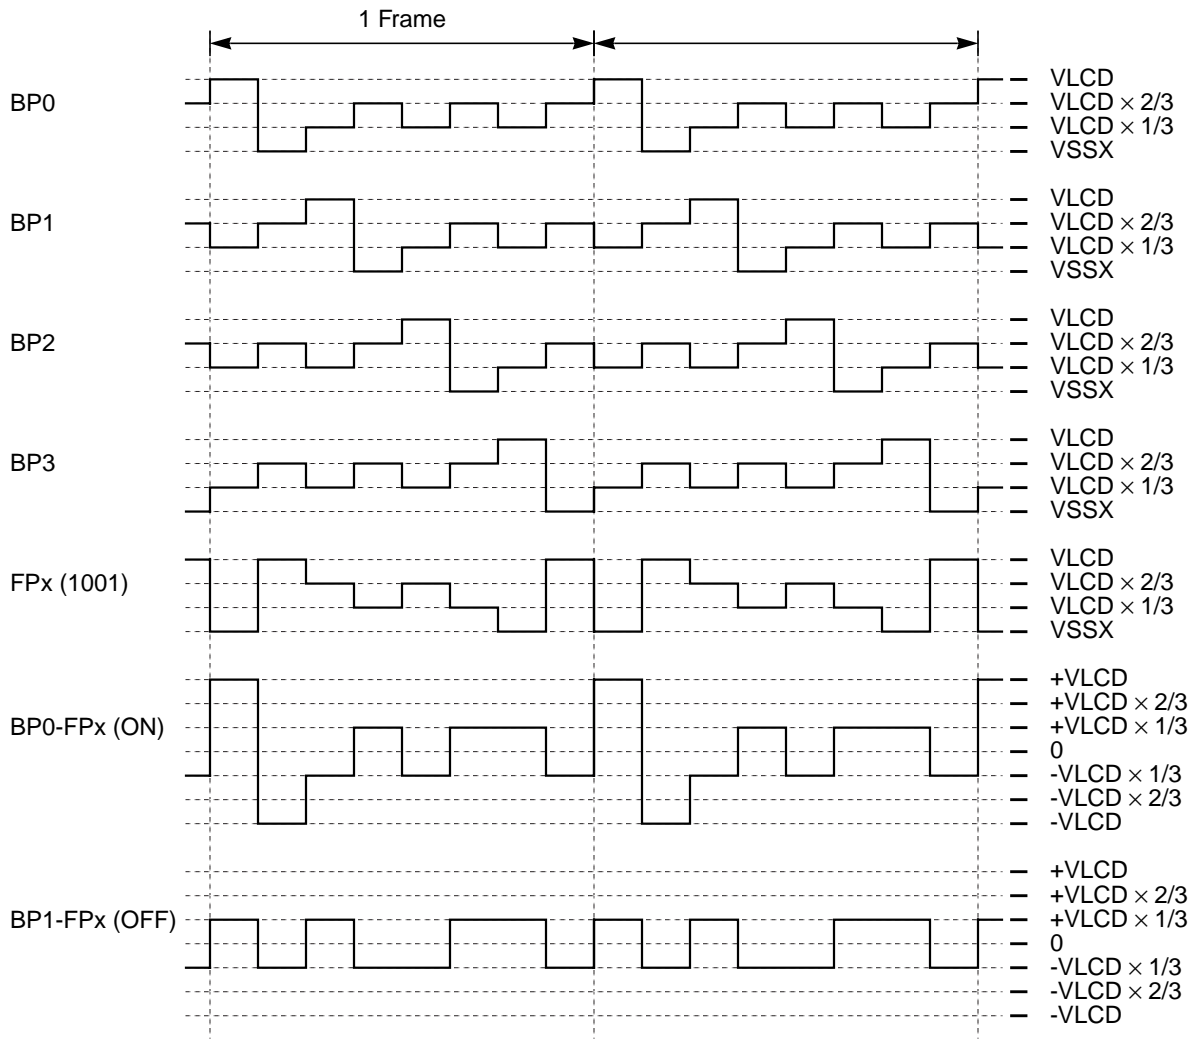 1 Frame
BP0
VLCD
VLCD × 2/3
VLCD × 1/3
VSSX
BP1
VLCD
VLCD × 2/3
VLCD × 1/3
VSSX
BP2
VLCD
VLCD × 2/3
VLCD × 1/3
VSSX
BP3
VLCD
VLCD × 2/3
VLCD × 1/3
VSSX
FPx (1001)
VLCD
VLCD × 2/3
VLCD × 1/3
VSSX
BP0-FPx (ON)
+VLCD
+VLCD × 2/3
+VLCD × 1/3
0
-VLCD × 1/3
-VLCD × 2/3
-VLCD
BP1-FPx (OFF)
+VLCD
+VLCD × 2/3
+VLCD × 1/3
0
-VLCD × 1/3
-VLCD × 2/3
-VLCD